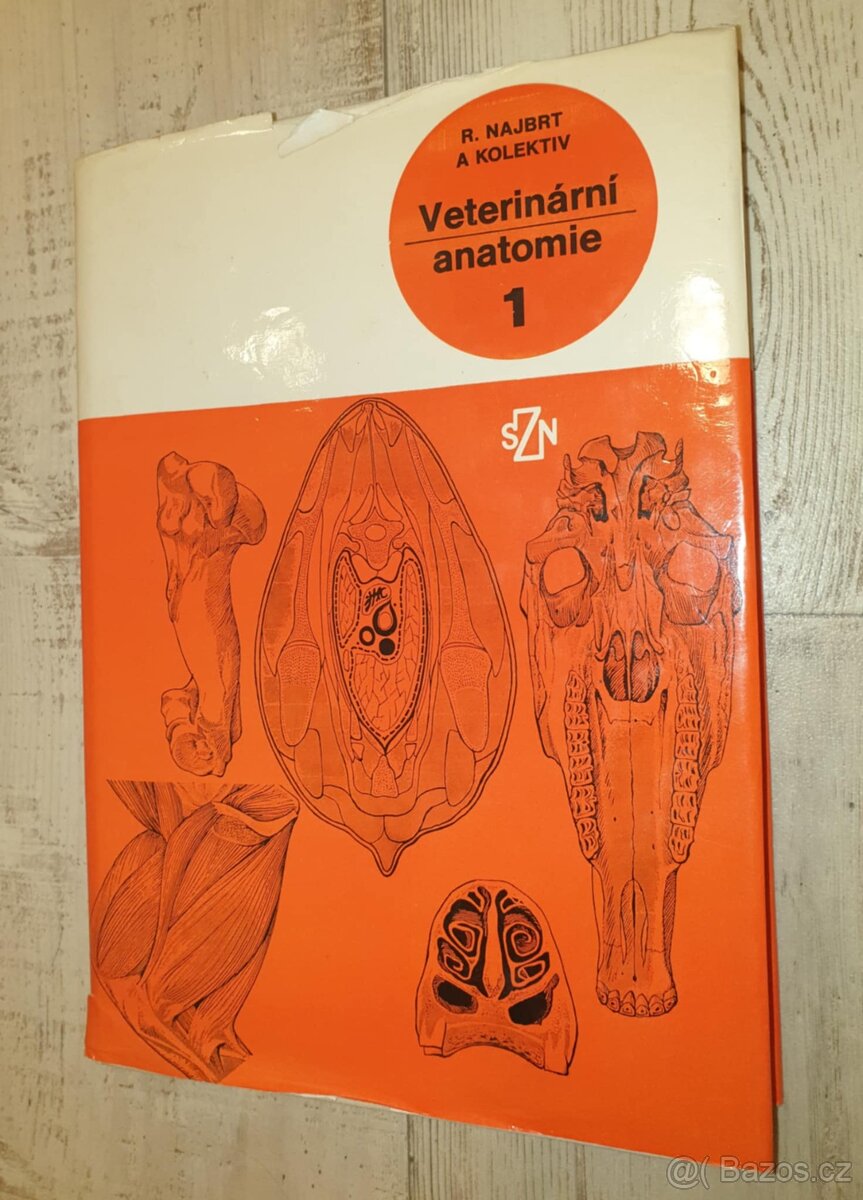 R. NAJBRT
A KOLEKTIV
Veterinární
anatomie
1
SZN
@( Bazos.cz